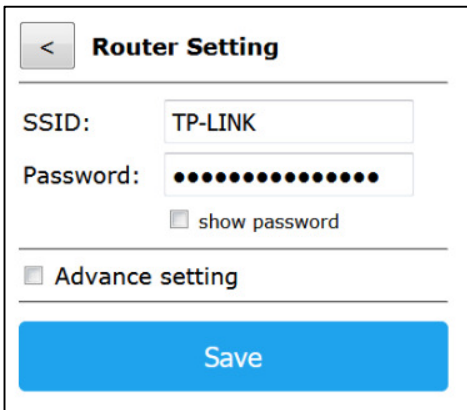 < Router Setting
SSID: TP-LINK
Password: •••••••••••••••
show password
Advance setting
Save